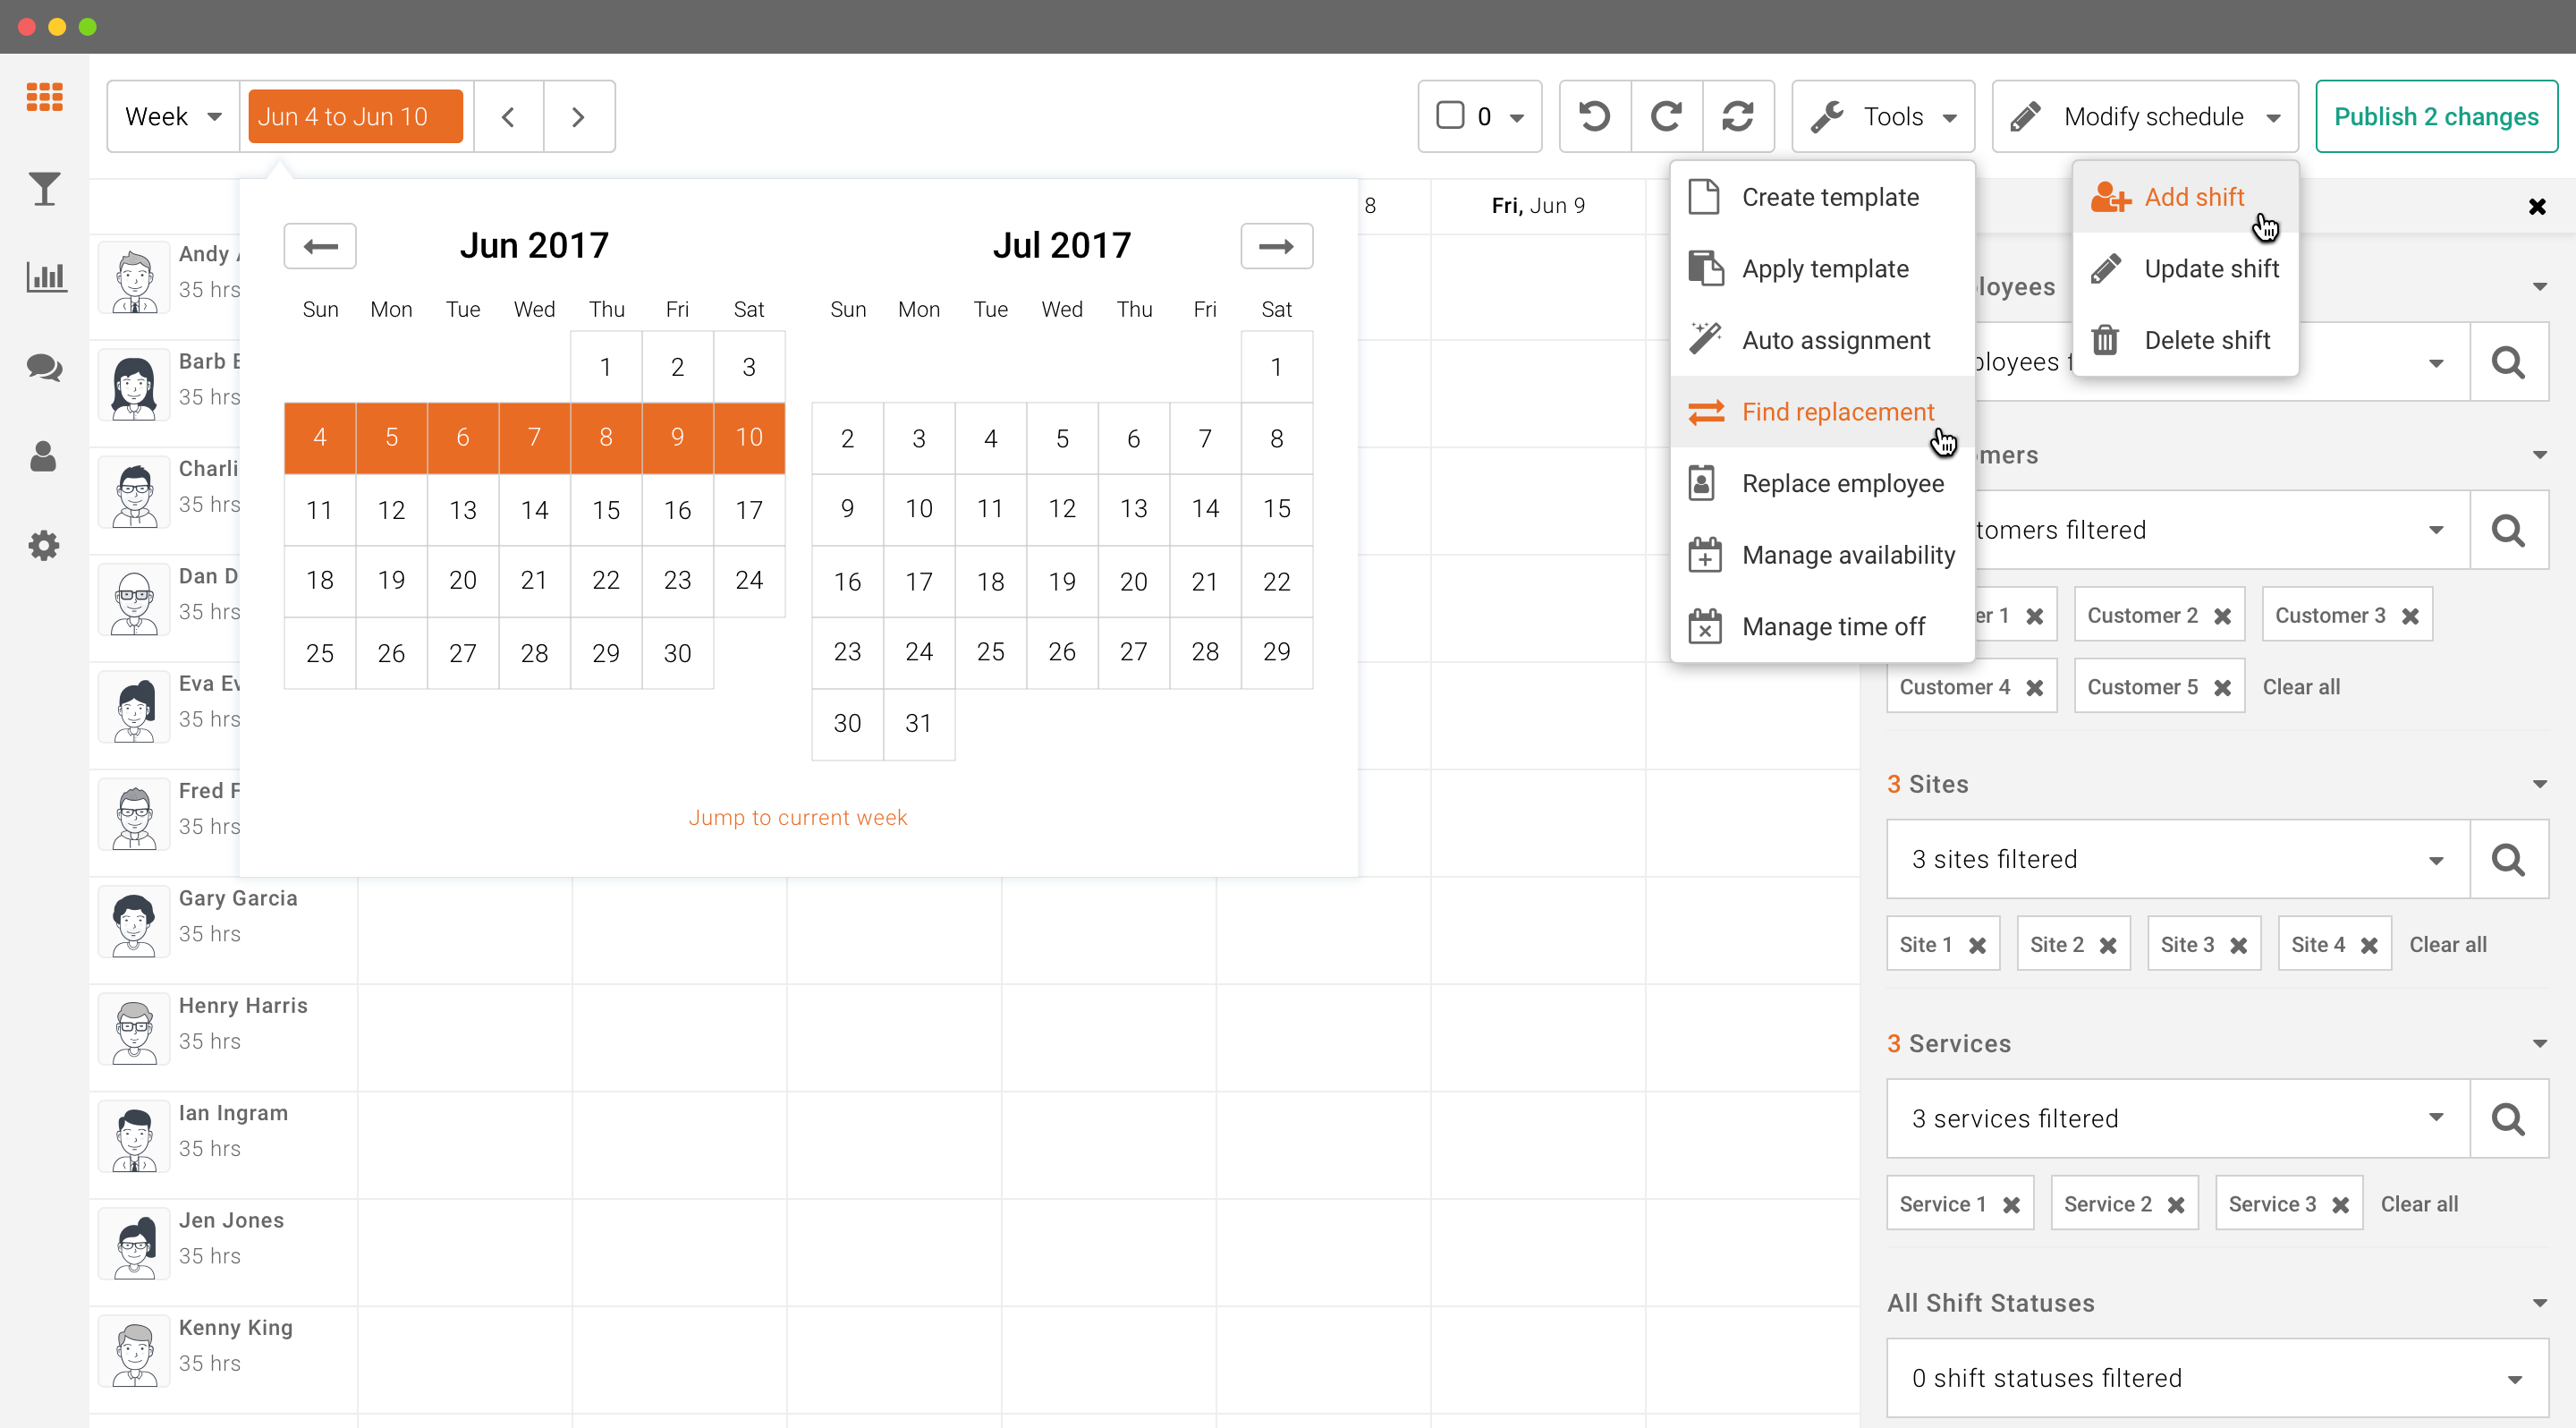 Week
Jun 4 to Jun 10
0
Tools
Modify schedule
Publish 2 changes
8
Fri, Jun 9
Jun 2017
Sun Mon Tue Wed Thu Fri Sat
1 2 3
4 5 6 7 8 9 10
11 12 13 14 15 16 17
18 19 20 21 22 23 24
25 26 27 28 29 30
Jul 2017
Sun Mon Tue Wed Thu Fri Sat
1
2 3 4 5 6 7 8
9 10 11 12 13 14 15
16 17 18 19 20 21 22
23 24 25 26 27 28 29
30 31
Jump to current week
Create template
Apply template
Auto assignment
Find replacement
Replace employee
Manage availability
Manage time off
Add shift
Update shift
Delete shift
Andy
35 hrs
Barb
35 hrs
Charli
35 hrs
Dan D
35 hrs
Eva Ev
35 hrs
Fred F
35 hrs
Gary Garcia
35 hrs
Henry Harris
35 hrs
Ian Ingram
35 hrs
Jen Jones
35 hrs
Kenny King
35 hrs
loyees
ployees f
mers
tomers filtered
er 1
Customer 2
Customer 3
Customer 4
Customer 5
Clear all
3 Sites
3 sites filtered
Site 1
Site 2
Site 3
Site 4
Clear all
3 Services
3 services filtered
Service 1
Service 2
Service 3
Clear all
All Shift Statuses
0 shift statuses filtered